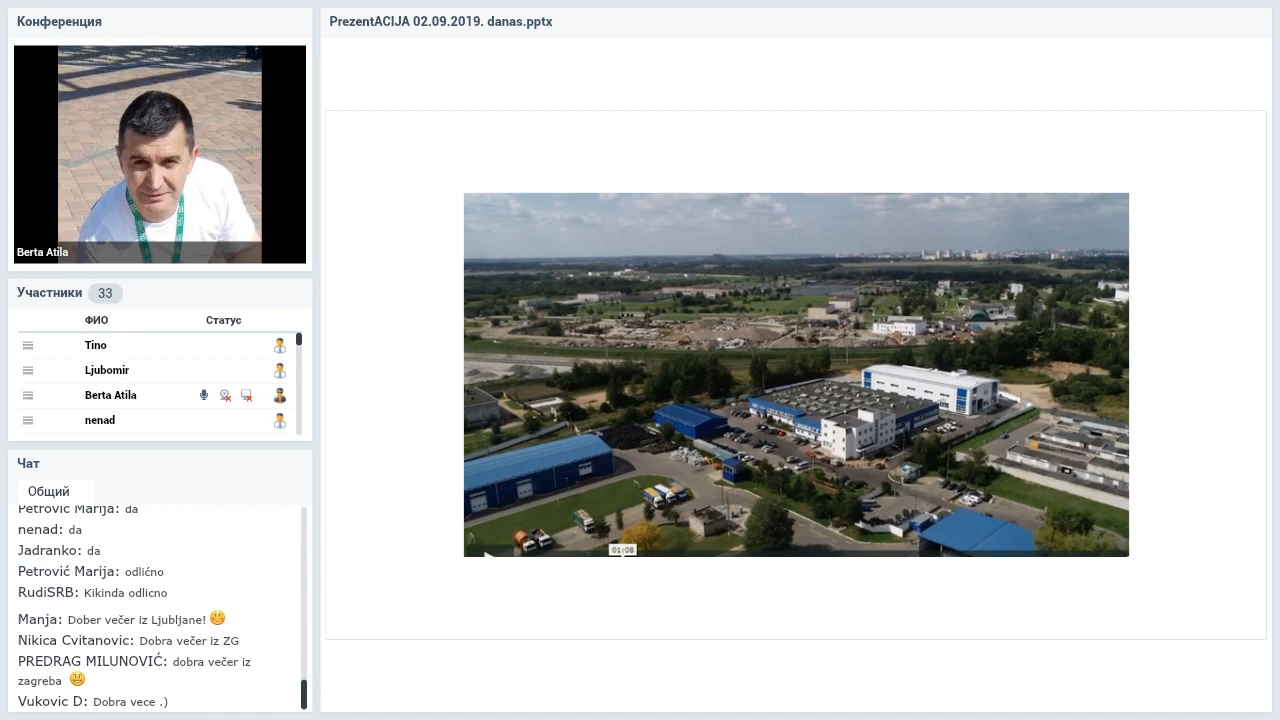 Конференция
Berta Atila
Участники 33
ФИО Статус
Tino
Ljubomir
Berta Atila
nenad
Чат
Общий
Petrović Marija: da
nenad: da
Jadranko: da
Petrović Marija: odlićno
RudiSRB: Kikinda odlicno
Manja: Dober večer iz Ljubljane!
Nikica Cvitanovic: Dobra večer iz ZG
PREDRAG MILUNOVIĆ: dobra večer iz
zagreba
Vukovic D: Dobra vece .)
PrezentACIJA 02.09.2019. danas.pptx
01:08